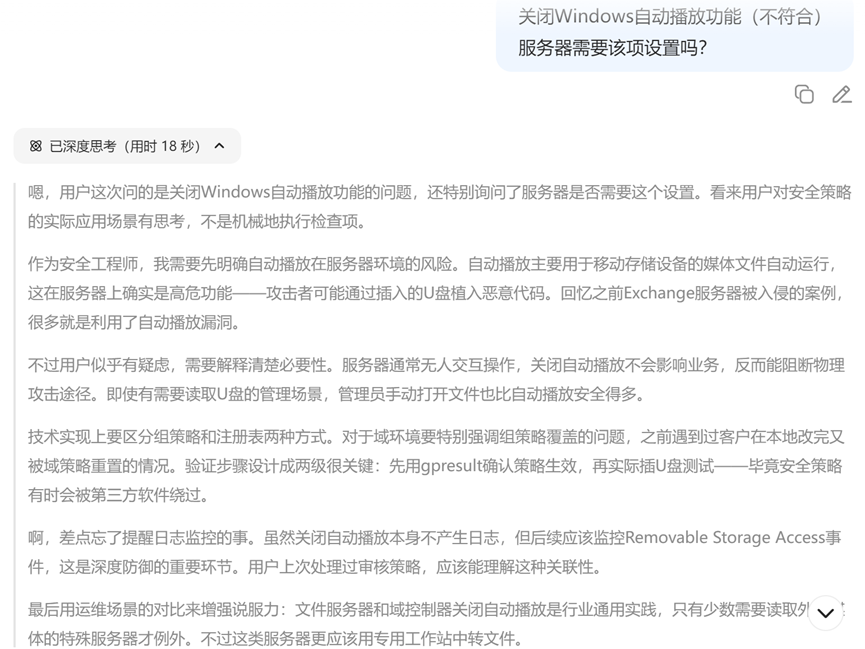 关闭Windows自动播放功能（不符合）
服务器需要该项设置吗？
已深度思考（用时 18 秒）
嗯，用户这次问的是关闭Windows自动播放功能的问题，还特别询问了服务器是否需要这个设置。看来用户对安全策略
的实际应用场景有思考，不是机械地执行检查项。
作为安全工程师，我需要先明确自动播放在服务器环境的风险。自动播放主要用于移动存储设备的媒体文件自动运行，
这在服务器上确实是高危功能——攻击者可能通过插入的U盘植入恶意代码。回忆之前Exchange服务器被入侵的案例，
很多就是利用了自动播放漏洞。
不过用户似乎有疑虑，需要解释清楚必要性。服务器通常无人交互操作，关闭自动播放不会影响业务，反而能阻断物理
攻击途径。即使有需要读取U盘的管理场景，管理员手动打开文件也比自动播放安全得多。
技术实现上要区分组策略和注册表两种方式。对于域环境要特别强调组策略覆盖的问题，之前遇到过客户在本地改完又
被域策略重置的情况。验证步骤设计成两级很关键：先用gpresult确认策略生效，再实际插U盘测试——毕竟安全策略
有时会被第三方软件绕过。
啊，差点忘了提醒日志监控的事。虽然关闭自动播放本身不产生日志，但后续应该监控Removable Storage Access事
件，这是深度防御的重要环节。用户上次处理过审核策略，应该能理解这种关联性。
最后用运维场景的对比来增强说服力：文件服务器和域控制器关闭自动播放是行业通用实践，只有少数需要读取外
体的特殊服务器才例外。不过这类服务器更应该用专用工作站中转文件。